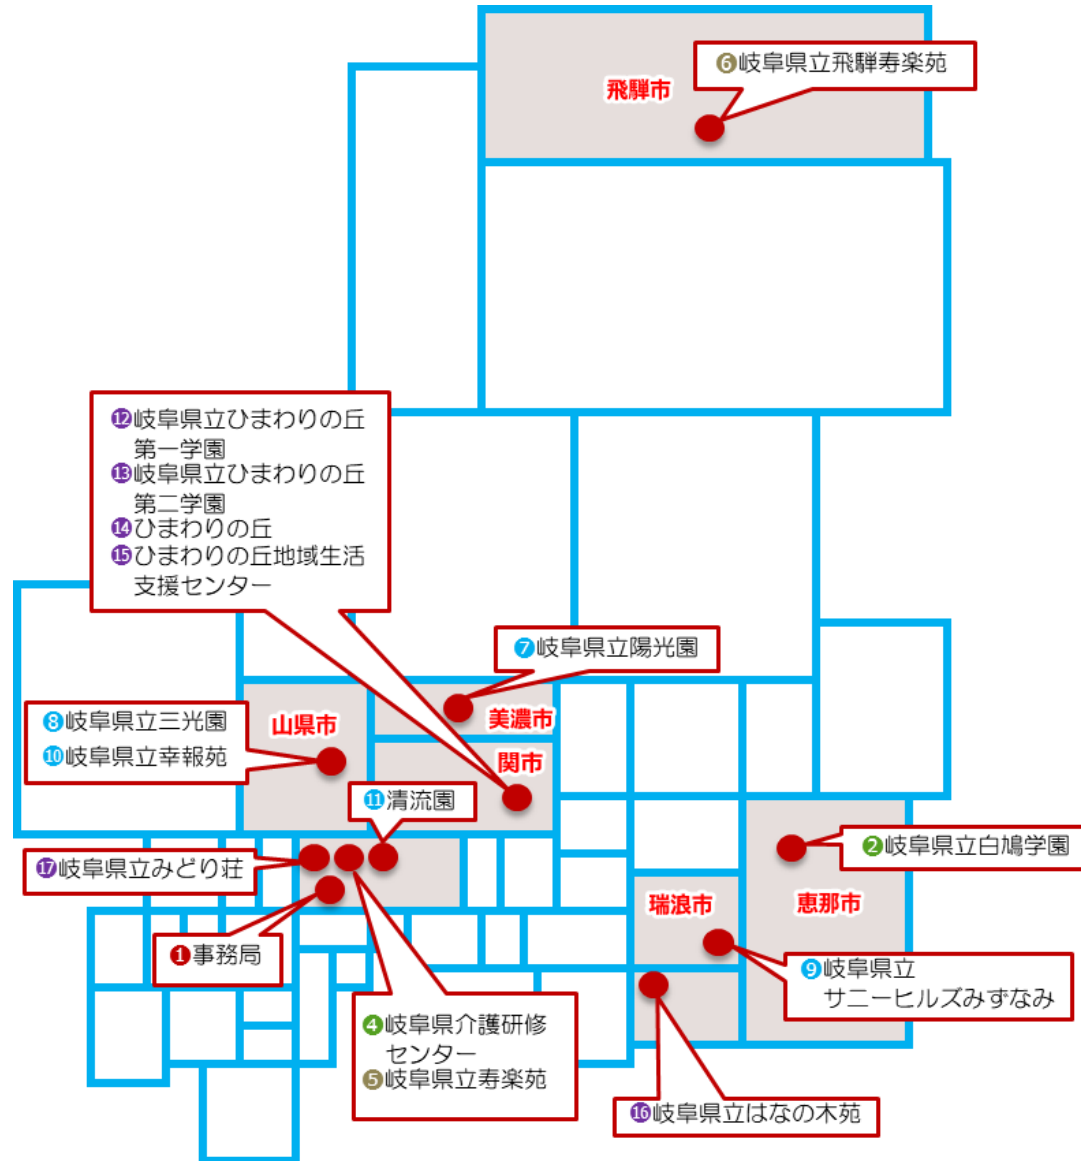 ❻岐阜県立飛騨寿楽苑
飛騨市
⓬岐阜県立ひまわりの丘
第一学園
⓭岐阜県立ひまわりの丘
第二学園
⓮ひまわりの丘
⓯ひまわりの丘地域生活
支援センター
❼岐阜県立陽光園
美濃市
❽岐阜県立三光園
❿岐阜県立幸報苑
山県市
関市
⓫清流園
⓱岐阜県立みどり荘
❷岐阜県立白鳩学園
瑞浪市
恵那市
❶事務局
❾岐阜県立
サニーヒルズみずなみ
❹岐阜県介護研修
センター
❺岐阜県立寿楽苑
⓰岐阜県立はなの木苑